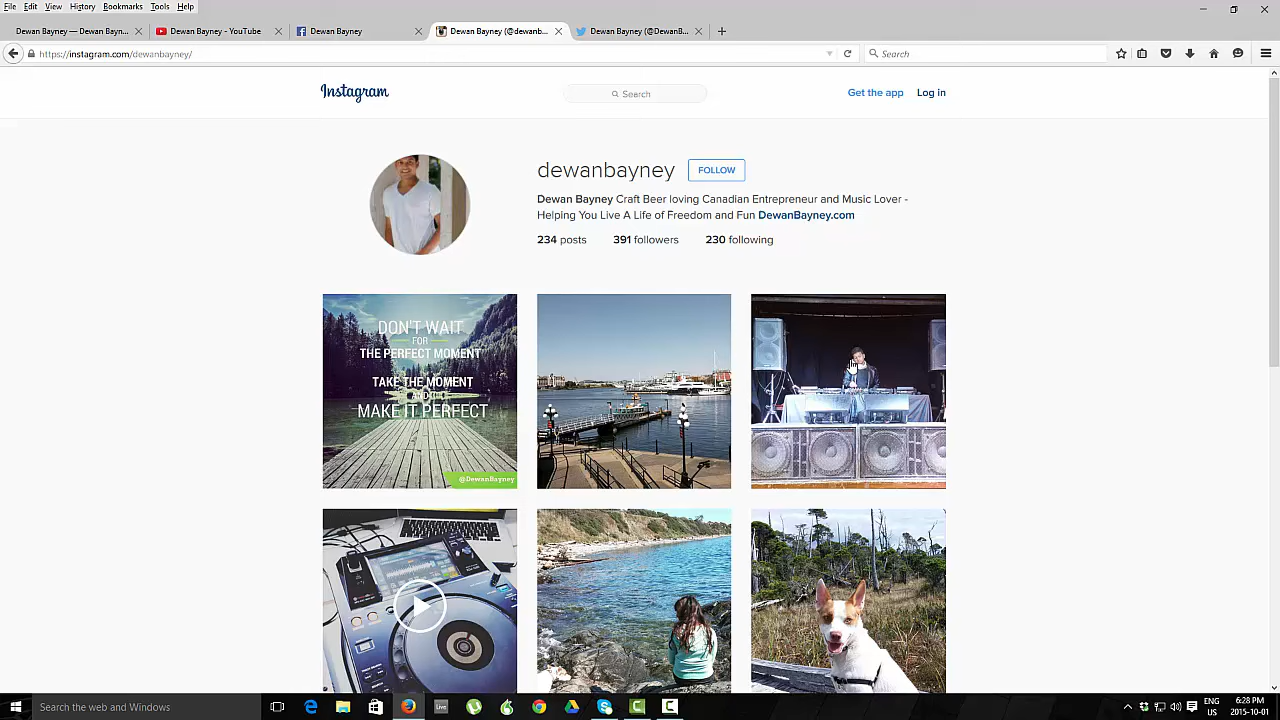 File Edit View History Bookmarks Tools Help
Dewan Bayney — Dewan Bayn...
Dewan Bayney - YouTube
Dewan Bayney
Dewan Bayney (@dewanb...
Dewan Bayney (@DewanB...
https://instagram.com/dewanbayney/
Search
Instagram
Search
Get the app
Log in
dewanbayney
FOLLOW
Dewan Bayney Craft Beer loving Canadian Entrepreneur and Music Lover -
Helping You Live A Life of Freedom and Fun DewanBayney.com
234 posts
391 followers
230 following
DON'T WAIT
FOR
THE PERFECT MOMENT
TAKE THE MOMENT
AND
MAKE IT PERFECT
@DewanBayney
Search the web and Windows
Live
ENG
US
6:28 PM
2015-10-01